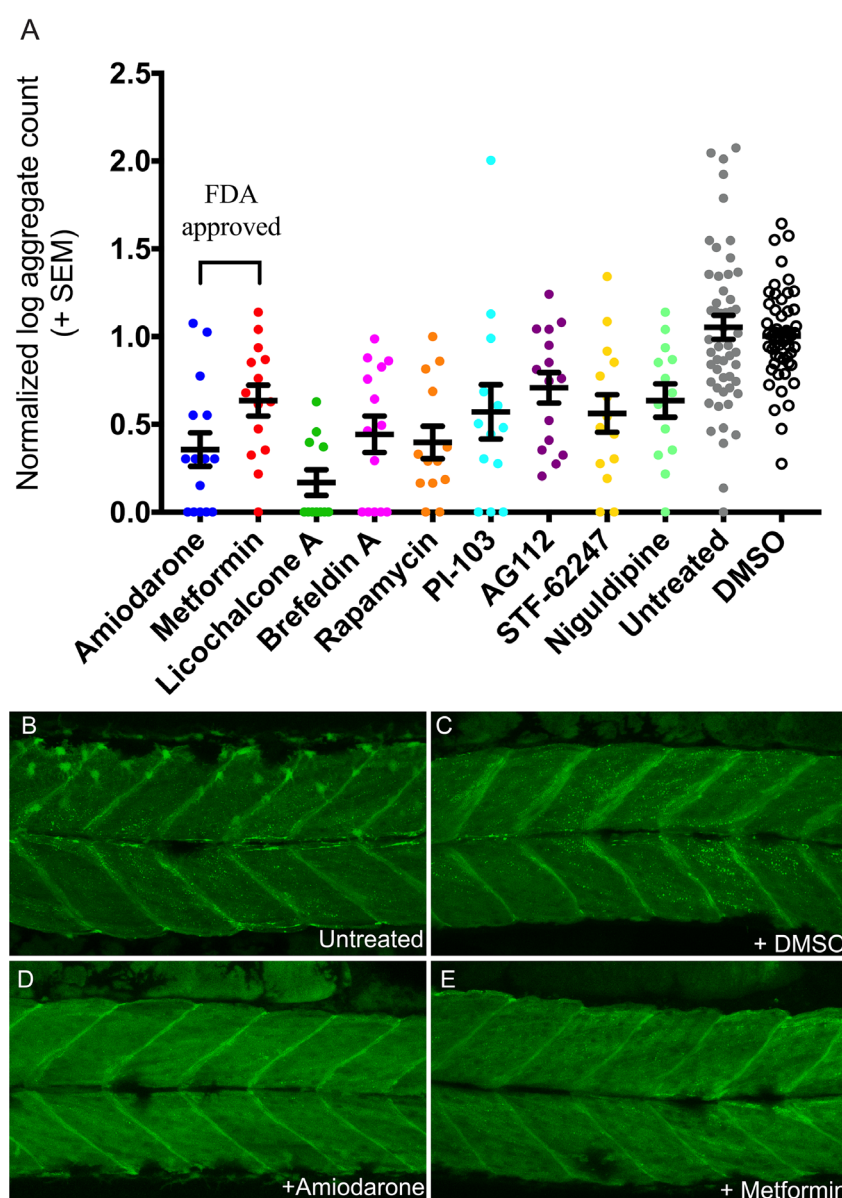 A
Normalized log aggregate count
(+ SEM)
2.5
2.0
1.5
1.0
0.5
0.0
FDA
approved
Amiodarone
Metformin
Licochalcone A
Brefeldin A
Rapamycin
PI-103
AG112
STF-62247
Niguldipine
Untreated
DMSO
B
Untreated
C
+ DMSO
D
+Amiodarone
E
+ Metformin